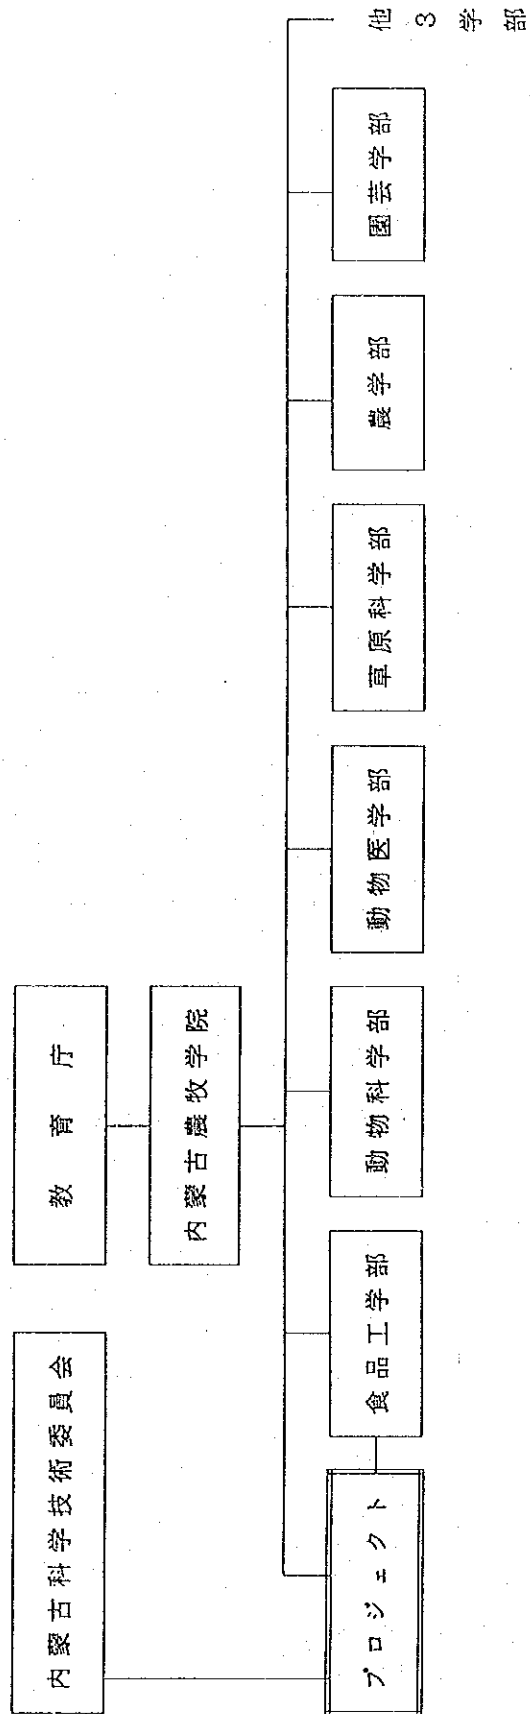 内蒙古科学技術委員会
教育庁
内蒙古農牧学院
プロジェクト
食品工学部
動物科学部
動物医学部
草原科学部
農学部
園芸学部
他3学部